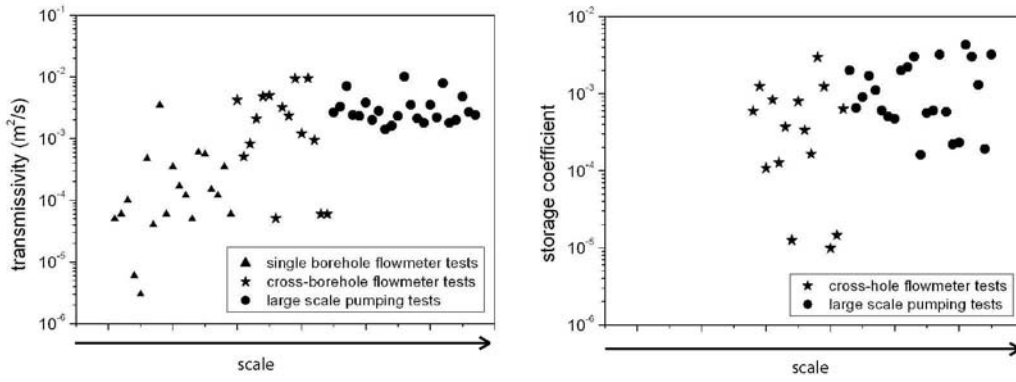 10⁻¹
10⁻²
10⁻³
10⁻⁴
10⁻⁵
10⁻⁶
transmissivity (m²/s)
single borehole flowmeter tests
cross-borehole flowmeter tests
large scale pumping tests
scale
10⁻²
10⁻³
10⁻⁴
10⁻⁵
10⁻⁶
storage coefficient
cross-hole flowmeter tests
large scale pumping tests
scale